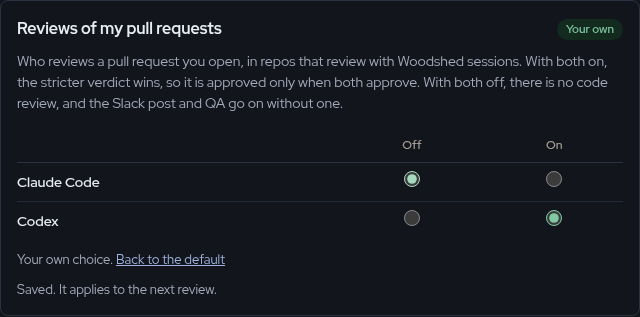 Reviews of my pull requests
Your own
Who reviews a pull request you open, in repos that review with Woodshed sessions. With both on,
the stricter verdict wins, so it is approved only when both approve. With both off, there is no code
review, and the Slack post and QA go on without one.
Off On
Claude Code
Codex
Your own choice. Back to the default
Saved. It applies to the next review.